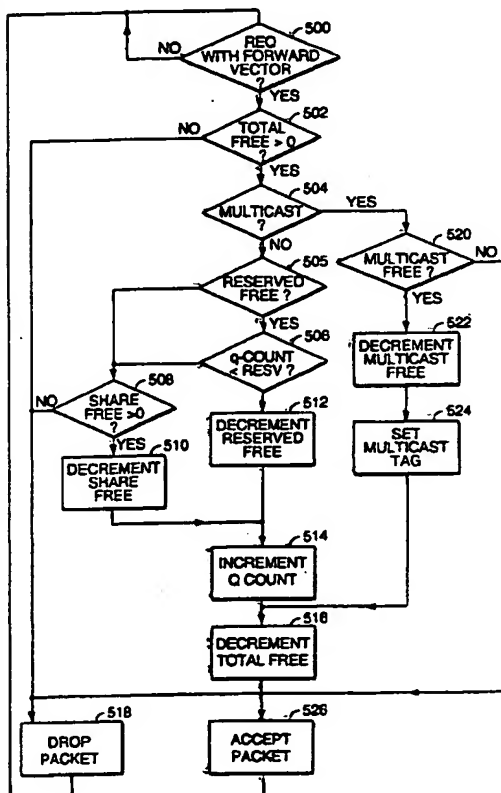 500
REQ
WITH FORWARD
VECTOR
?
NO
YES
502
TOTAL
FREE > 0
?
NO
YES
504
MULTICAST
?
YES
NO
520
MULTICAST
FREE ?
NO
YES
505
RESERVED
FREE ?
YES
506
q-COUNT
< RESV ?
522
DECREMENT
MULTICAST
FREE
508
SHARE
FREE >0
?
NO
YES
512
DECREMENT
RESERVED
FREE
524
SET
MULTICAST
TAG
510
DECREMENT
SHARE
FREE
514
INCREMENT
Q COUNT
516
DECREMENT
TOTAL FREE
518
DROP
PACKET
526
ACCEPT
PACKET